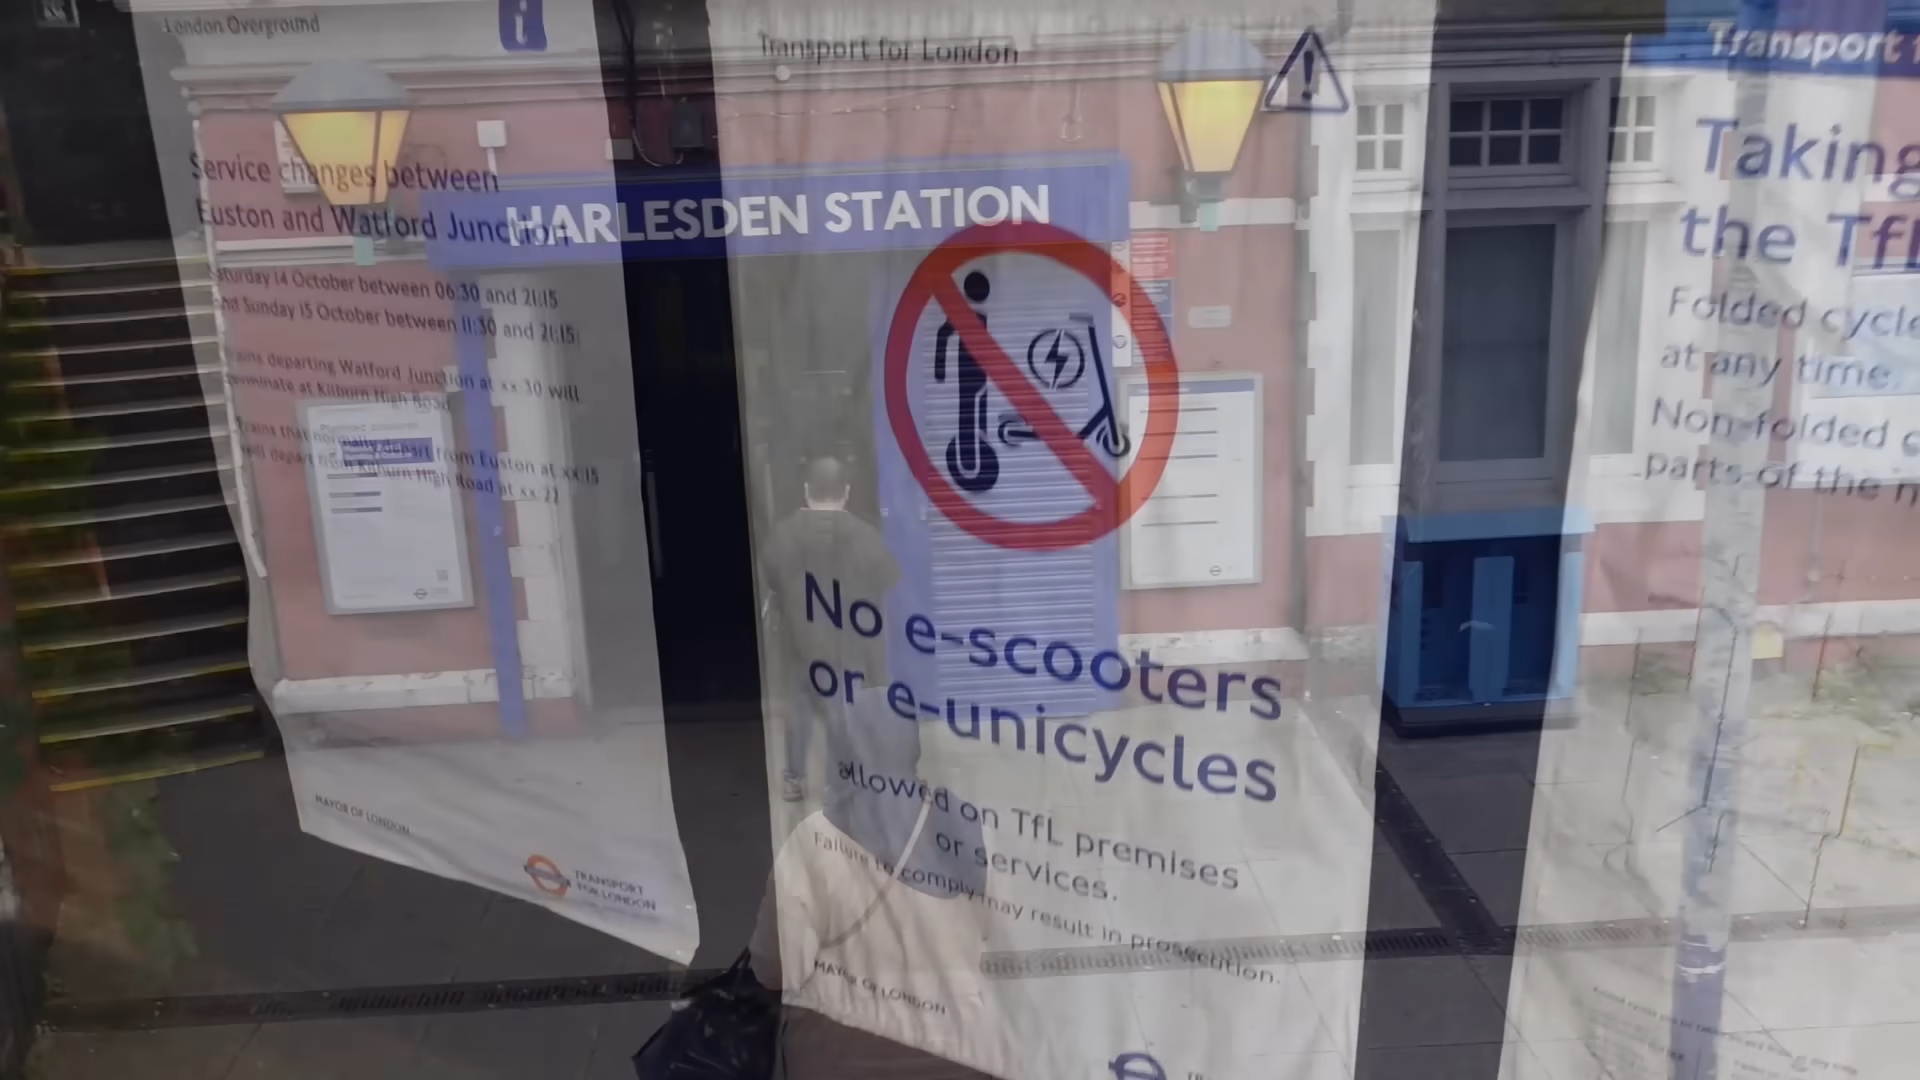 London Overground
Service changes between
Euston and Watford Junction
Saturday 14 October between 06:30 and 21:15
and Sunday 15 October between 11:30 and 21:15
Trains departing Watford Junction at xx:30 will
terminate at Kilburn High Road
Trains that normally depart from Euston at xx:15
will depart from Kilburn High Road at xx:23
MAYOR OF LONDON
TRANSPORT
FOR LONDON
HARLESDEN STATION
Transport for London
No e-scooters
or e-unicycles
allowed on TfL premises
or services.
Failure to comply may result in prosecution.
MAYOR OF LONDON
Transport
Taking
the TfL
Folded cycle
at any time.
Non-folded
parts of the